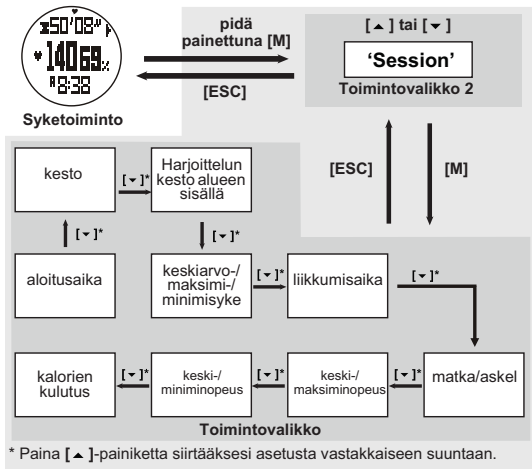 50'08"
140 69%
A 8:38
Syketoiminto
pidä
painettuna [M]
[ESC]
[▲] tai [▼]
'Session'
Toimintovalikko 2
[ESC]
[M]
kesto
[▼]*
Harjoittelun
kesto alueen
sisällä
[▼]*
[▼]*
aloitusaika
keskiarvo-/
maksimi-/
minimisyke
[▼]*
liikkumisaika
[▼]*
kalorien
kulutus
[▼]*
keski-/
miniminopeus
[▼]*
keski-/
maksiminopeus
[▼]*
matka/askel
Toimintovalikko
* Paina [▲]-painiketta siirtääksesi asetusta vastakkaiseen suuntaan.